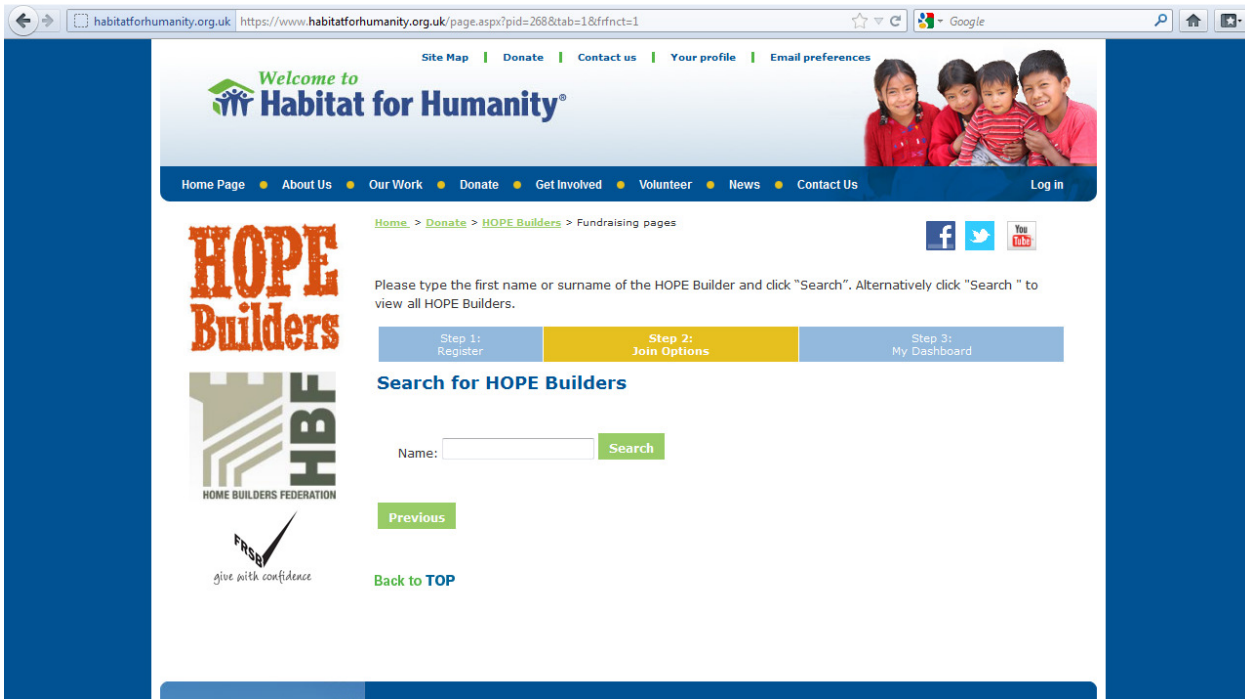 habitatforhumanity.org.uk https://www.habitatforhumanity.org.uk/page.aspx?pid=268&tab=1&frfnct=1 Google
Site Map | Donate | Contact us | Your profile | Email preferences
Welcome to
Habitat for Humanity®
Home Page • About Us • Our Work • Donate • Get Involved • Volunteer • News • Contact Us Log in
HOPE
Builders
HBF
HOME BUILDERS FEDERATION
FRSB
give with confidence
Home > Donate > HOPE Builders > Fundraising pages
You
Tube
Please type the first name or surname of the HOPE Builder and click “Search”. Alternatively click "Search " to
view all HOPE Builders.
Step 1:
Register
Step 2:
Join Options
Step 3:
My Dashboard
Search for HOPE Builders
Name: Search
Previous
Back to TOP